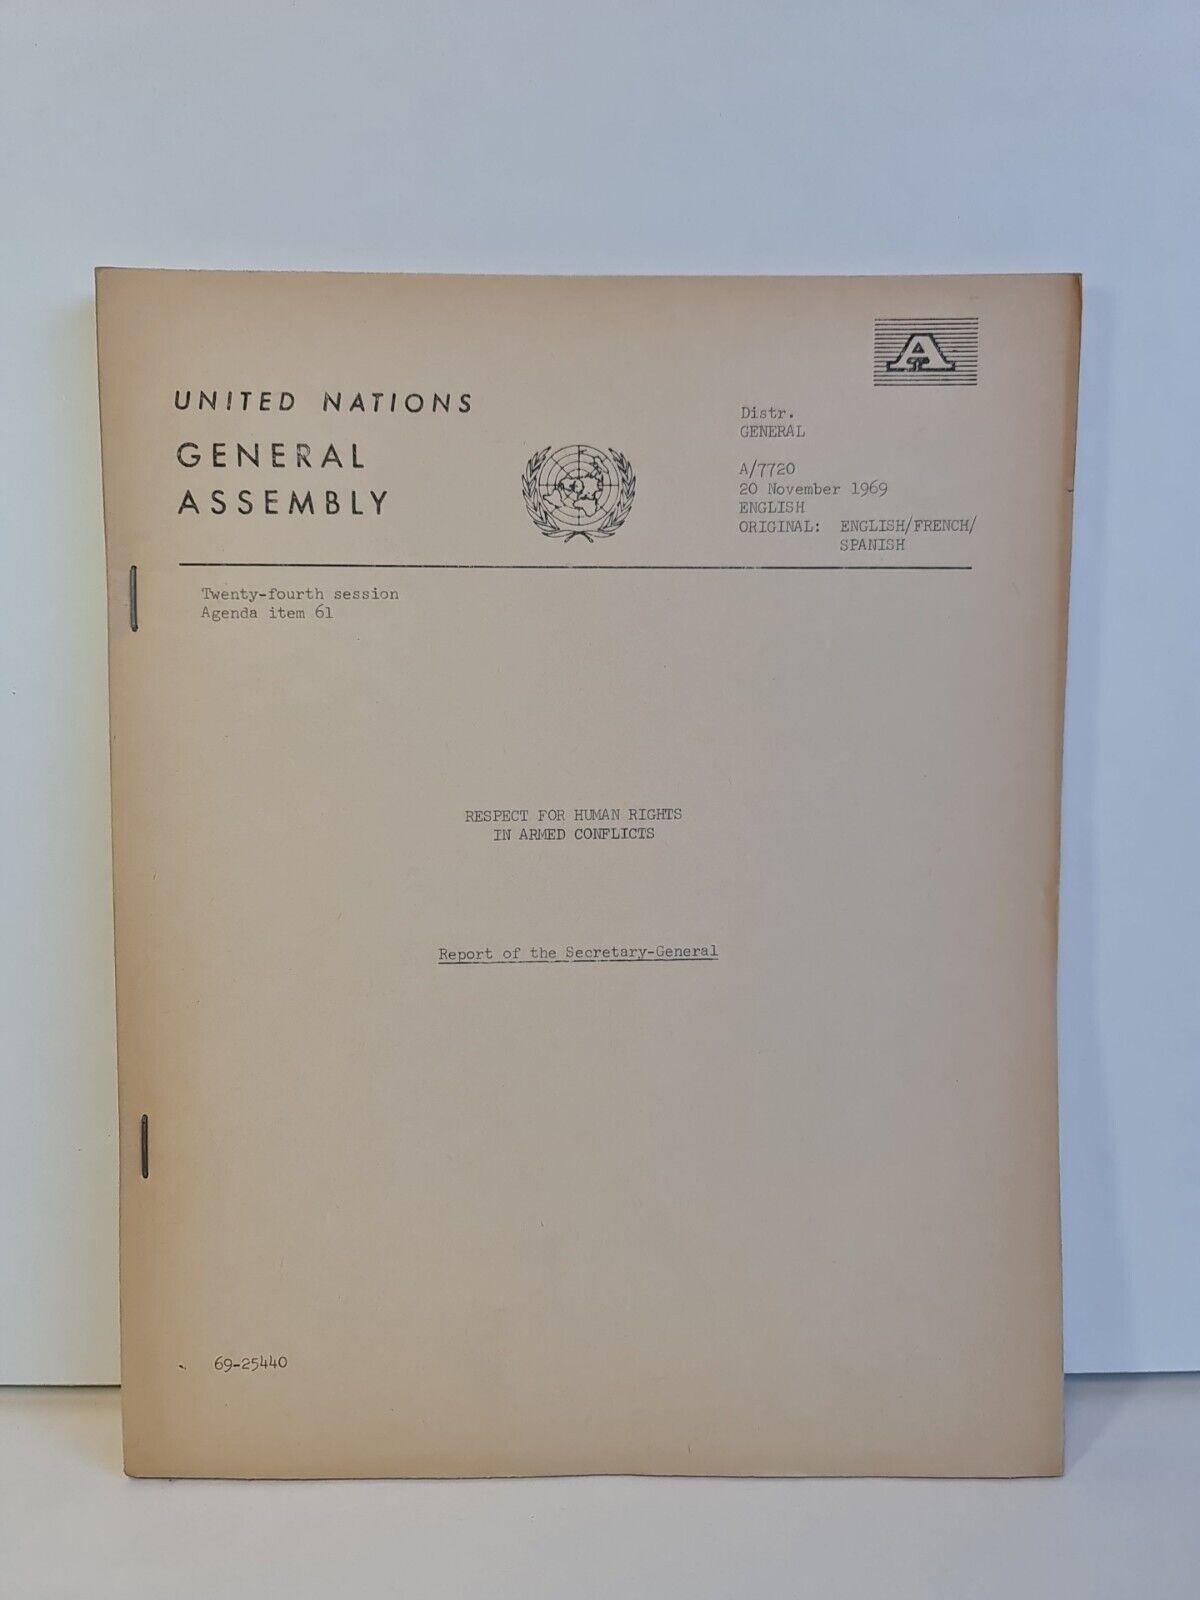 A
UNITED NATIONS
GENERAL
ASSEMBLY
Distr.
GENERAL
A/7720
20 November 1969
ENGLISH
ORIGINAL: ENGLISH/FRENCH/
SPANISH
Twenty-fourth session
Agenda item 61
RESPECT FOR HUMAN RIGHTS
IN ARMED CONFLICTS
Report of the Secretary-General
69-25440